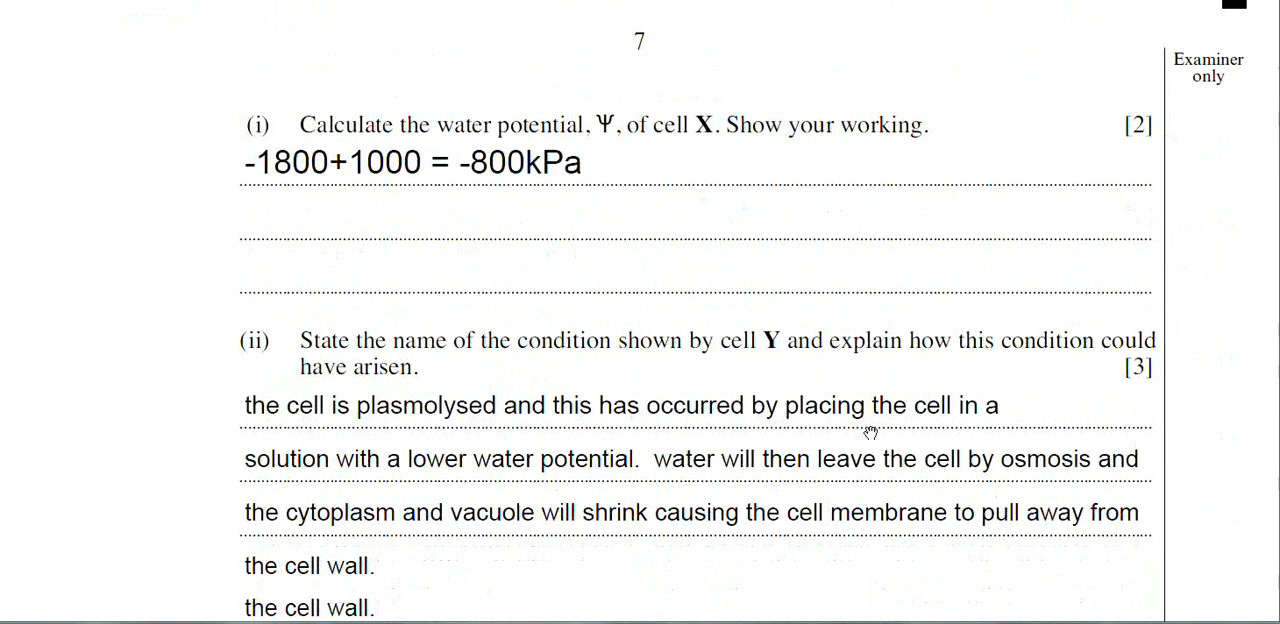 7
Examiner
only
(i) Calculate the water potential, Ψ, of cell X. Show your working. [2]
-1800+1000 = -800kPa
(ii) State the name of the condition shown by cell Y and explain how this condition could
have arisen. [3]
the cell is plasmolysed and this has occurred by placing the cell in a
solution with a lower water potential. water will then leave the cell by osmosis and
the cytoplasm and vacuole will shrink causing the cell membrane to pull away from
the cell wall.
the cell wall.